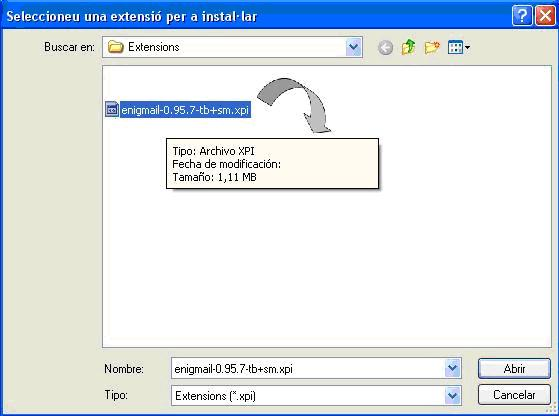 Seleccioneu una extensió per a instal·lar
Buscar en: Extensions
enigmail-0.95.7-tb+sm.xpi
Tipo: Archivo XPI
Fecha de modificación:
Tamaño: 1,11 MB
Nombre: enigmail-0.95.7-tb+sm.xpi Abrir
Tipo: Extensions (*.xpi) Cancelar